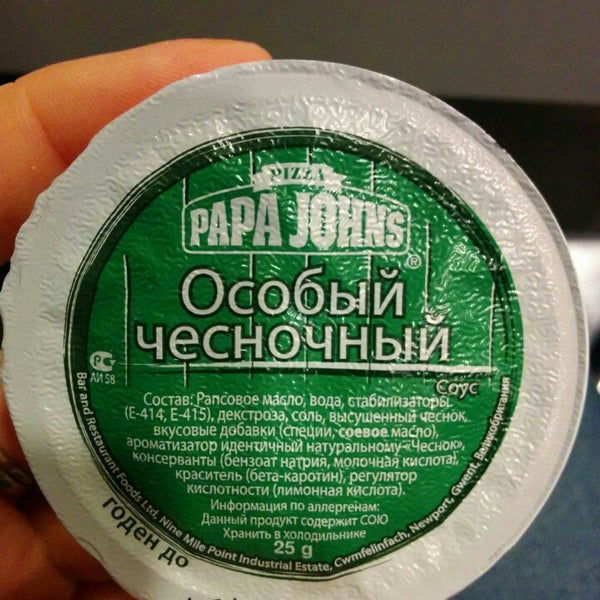 PIZZA
PAPA JOHNS
®
Особый
чесночный
Соус
РСТ
АИ 58
Состав: Рапсовое масло, вода, стабилизаторы
(Е-414, Е-415), декстроза, соль, высушенный чеснок,
вкусовые добавки (специи, соевое масло),
ароматизатор идентичный натуральному «Чеснок»,
консерванты (бензоат натрия, молочная кислота),
краситель (бета-каротин), регулятор
кислотности (лимонная кислота).
Информация по аллергенам:
Данный продукт содержит СОЮ
Хранить в холодильнике
25 g
Bar and Restaurant Foods Ltd, Nine Mile Point Industrial Estate, Cwmfelinfach, Newport, Gwent, Великобритания
годен до